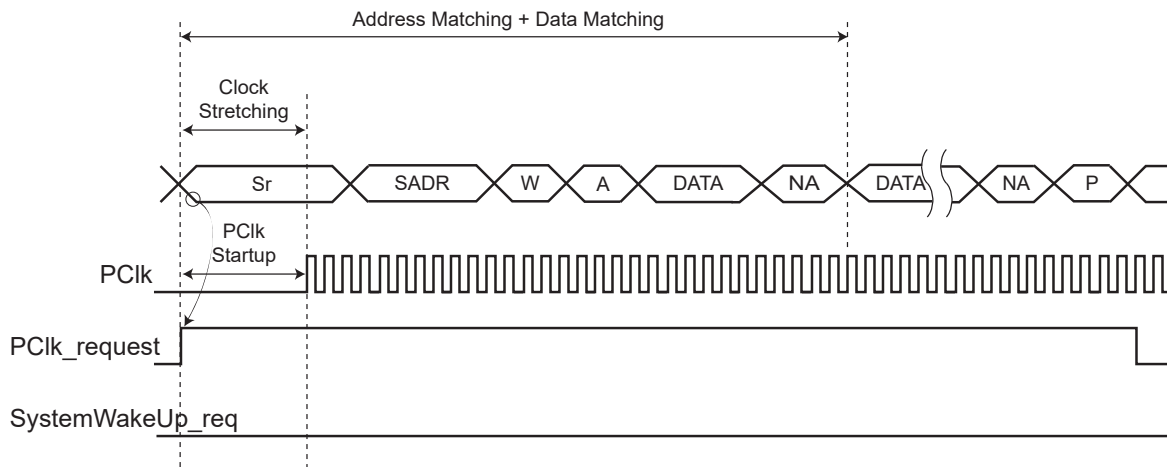 Address Matching + Data Matching
Clock
Stretching
Sr
SADR
W
A
DATA
NA
DATA
NA
P
PClk
Startup
PClk
PClk_request
SystemWakeUp_req